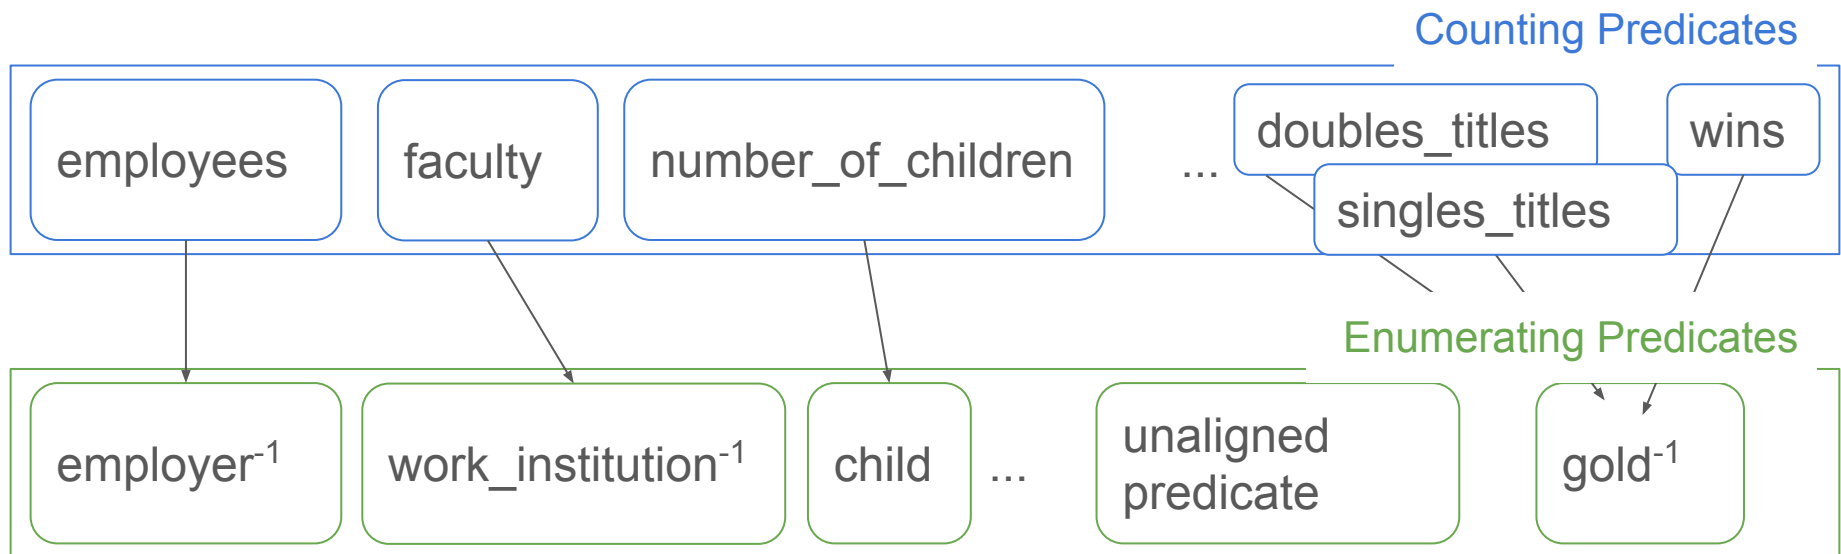 Counting Predicates
employees
faculty
number_of_children
...
doubles_titles
singles_titles
wins
Enumerating Predicates
employer⁻¹
work_institution⁻¹
child
...
unaligned
predicate
gold⁻¹